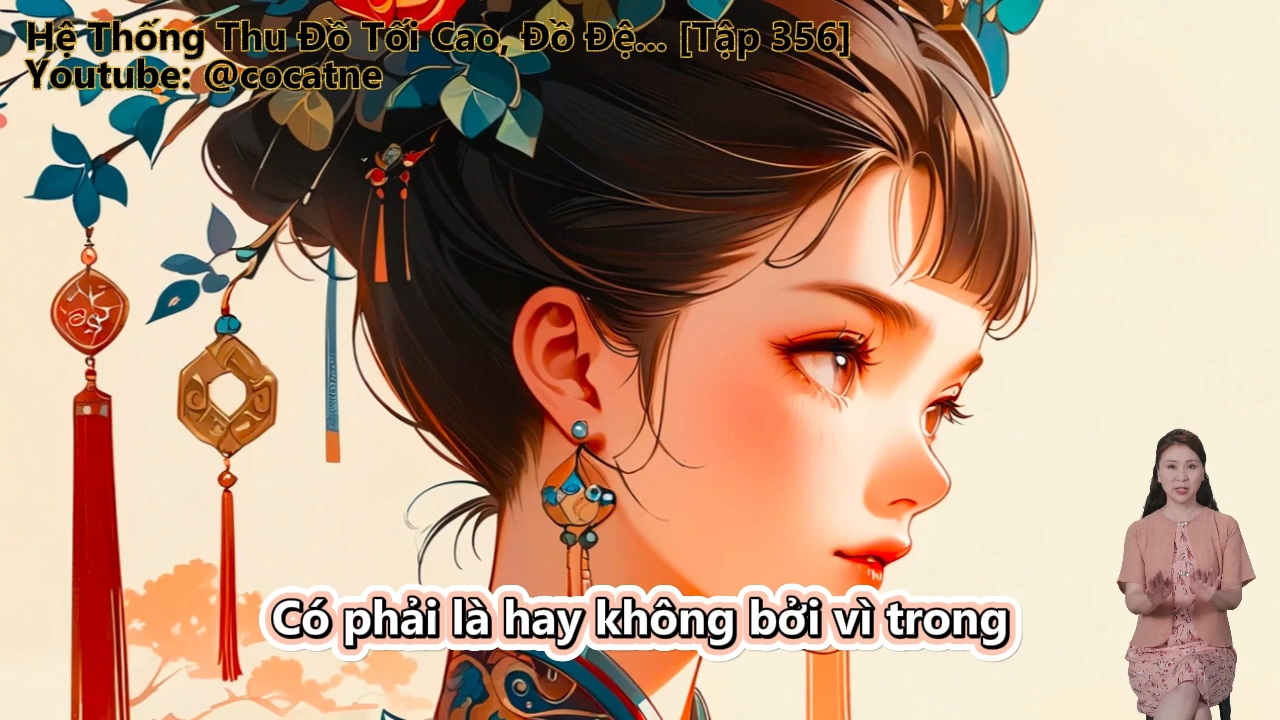 Hệ Thống Thu Đồ Tối Cao, Đồ Đệ... [Tập 356]
Youtube: @cocatne
Có phải là hay không bởi vì trong